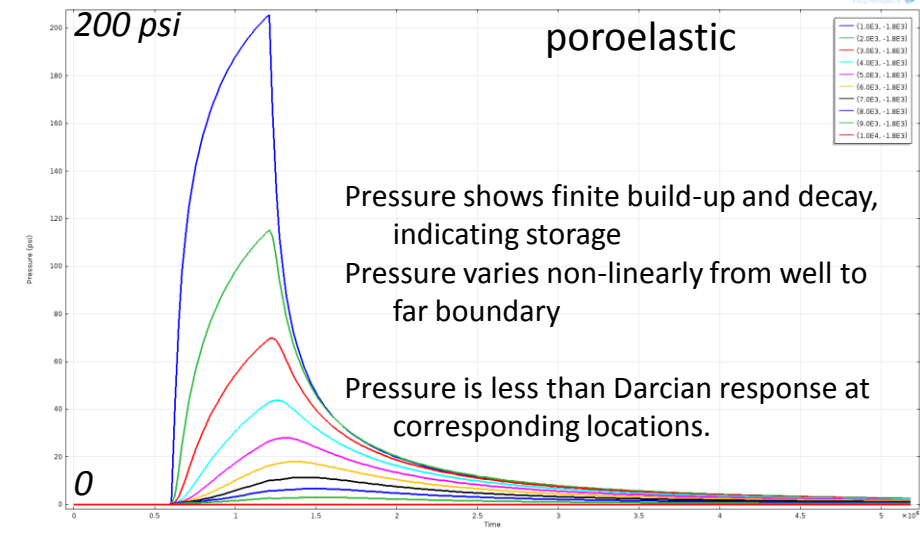 200 psi
poroelastic
(1.0E3, -1.8E3)
(2.0E3, -1.8E3)
(3.0E3, -1.8E3)
(4.0E3, -1.8E3)
(5.0E3, -1.8E3)
(6.0E3, -1.8E3)
(7.0E3, -1.8E3)
(8.0E3, -1.8E3)
(9.0E3, -1.8E3)
(1.0E4, -1.8E3)
Pressure shows finite build-up and decay,
indicating storage
Pressure varies non-linearly from well to
far boundary
Pressure is less than Darcian response at
corresponding locations.
Pressure (psi)
200
180
160
140
120
100
80
60
40
20
0
0
0 0.5 1 1.5 2 2.5 3 3.5 4 4.5 5 ×10⁶
Time